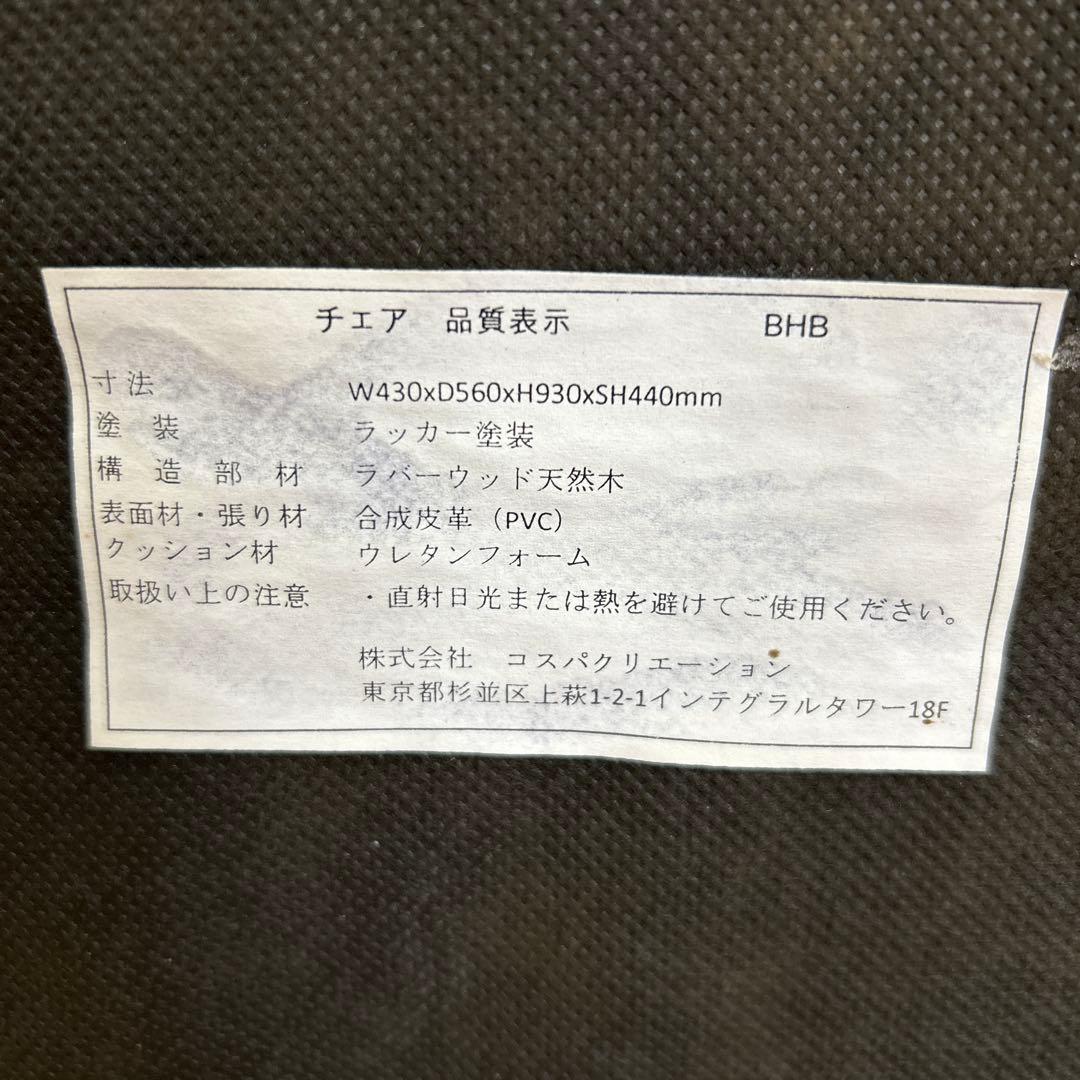 チェア 品質表示 BHB
寸法 W430xD560xH930xSH440mm
塗装 ラッカー塗装
構造部材 ラバーウッド天然木
表面材・張り材 合成皮革（PVC）
クッション材 ウレタンフォーム
取扱い上の注意 ・直射日光または熱を避けてご使用ください。
株式会社 コスパクリエーション
東京都杉並区上萩1-2-1インテグラルタワー18F